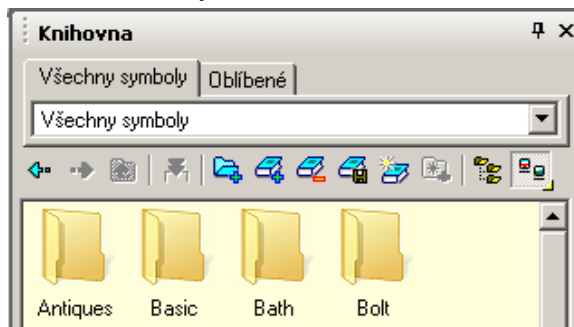 Knihovna
Všechny symboly Oblíbené
Všechny symboly
Antiques Basic Bath Bolt